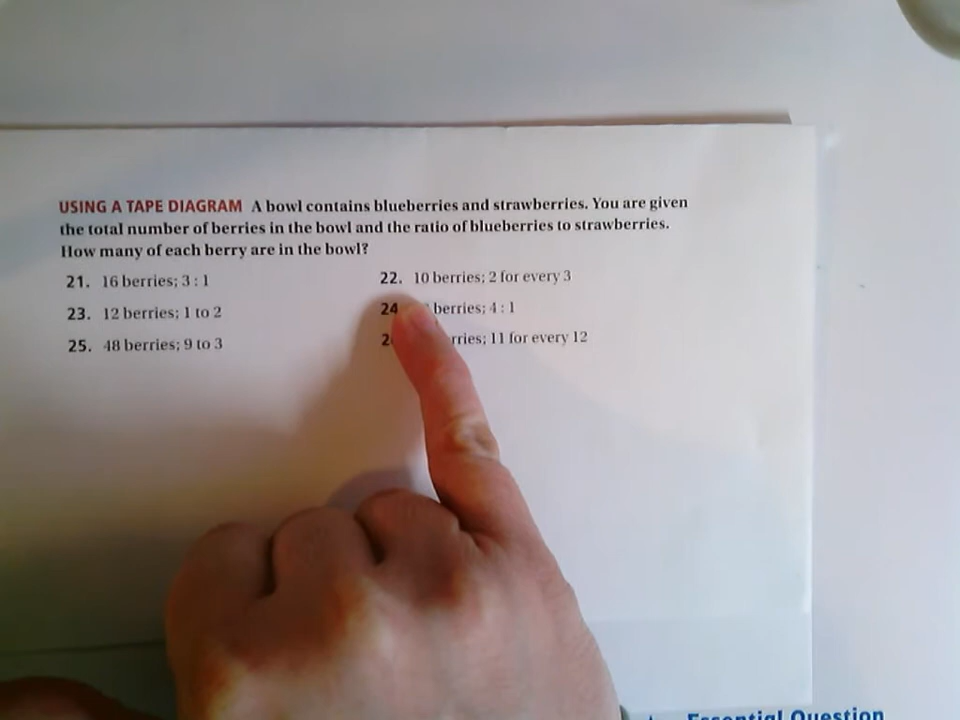 USING A TAPE DIAGRAM A bowl contains blueberries and strawberries. You are given
the total number of berries in the bowl and the ratio of blueberries to strawberries.
How many of each berry are in the bowl?
21. 16 berries; 3 : 1
22. 10 berries; 2 for every 3
23. 12 berries; 1 to 2
24 berries; 4 : 1
25. 48 berries; 9 to 3
11 for every 12
Essential Question